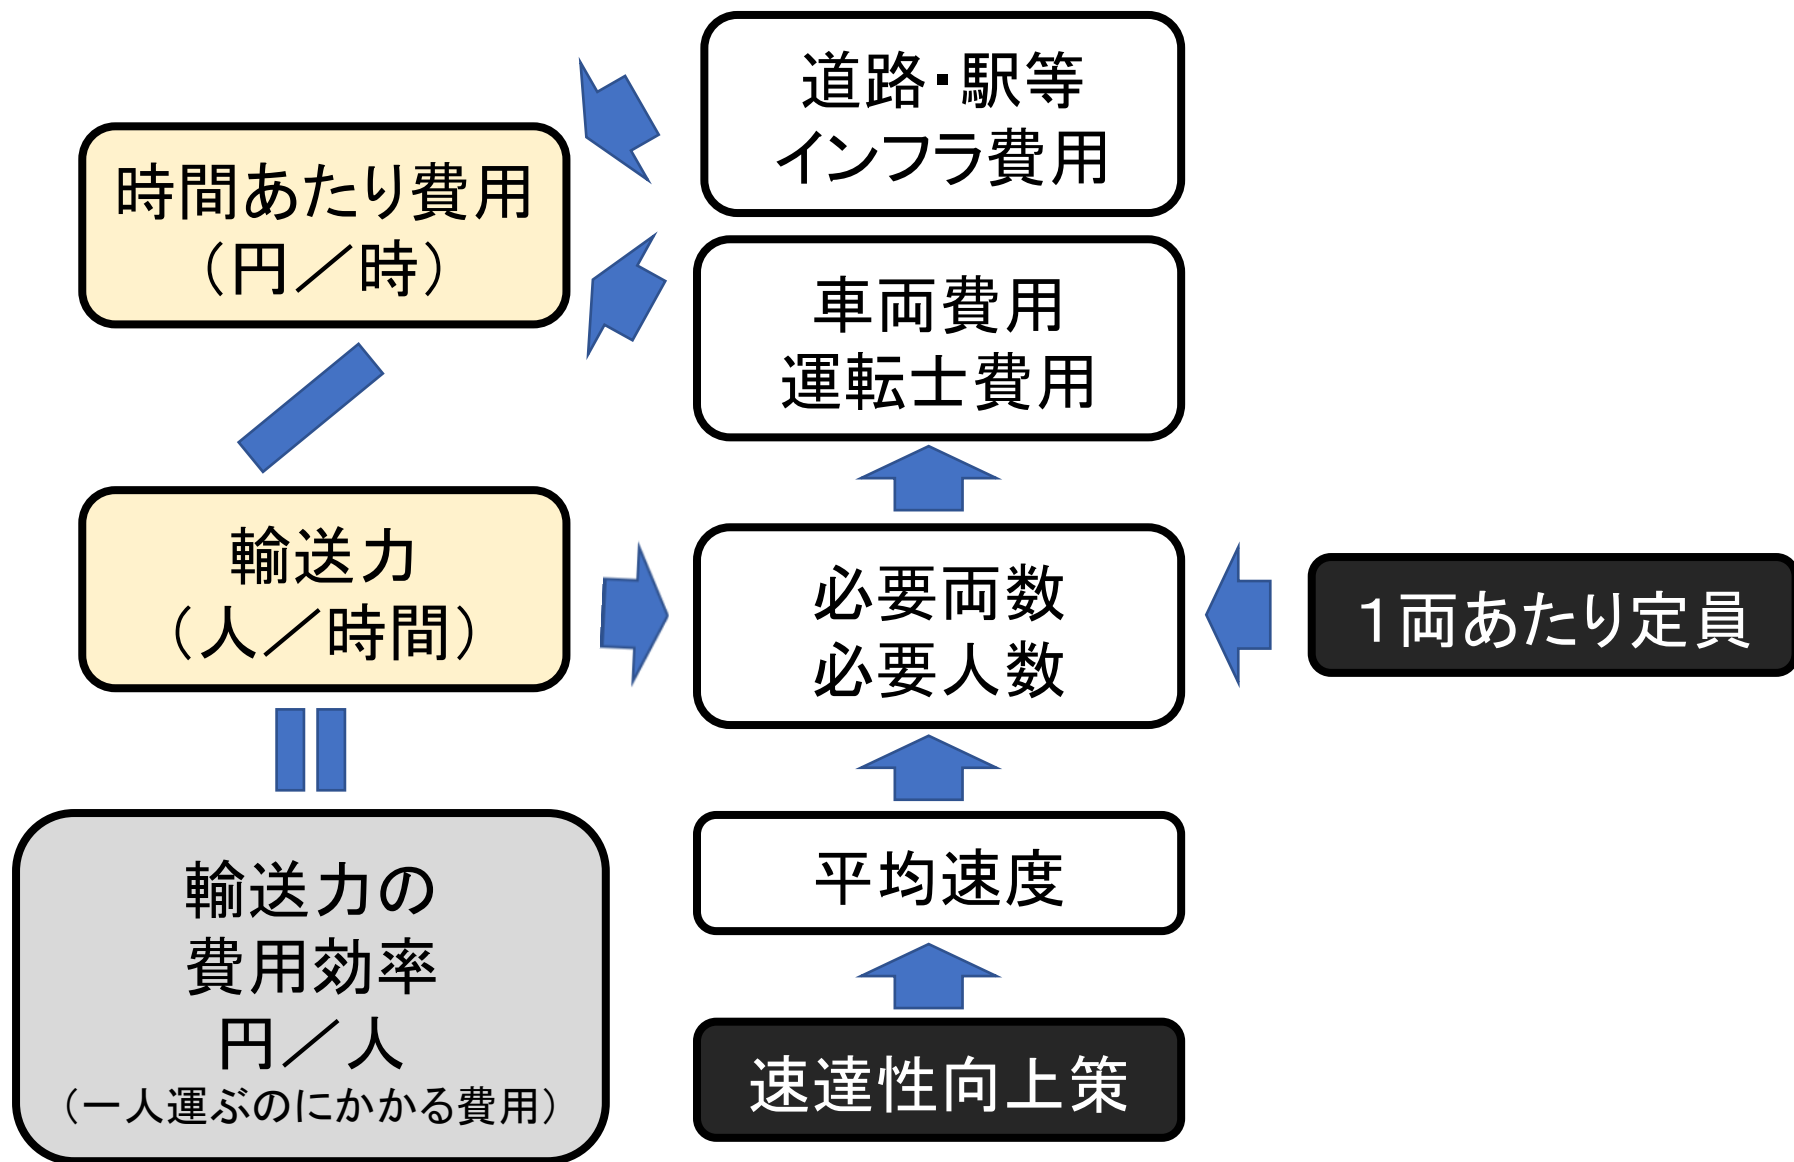 道路・駅等
インフラ費用
時間あたり費用
（円／時）
車両費用
運転士費用
輸送力
（人／時間）
必要両数
必要人数
１両あたり定員
輸送力の
費用効率
円／人
（一人運ぶのにかかる費用）
平均速度
速達性向上策